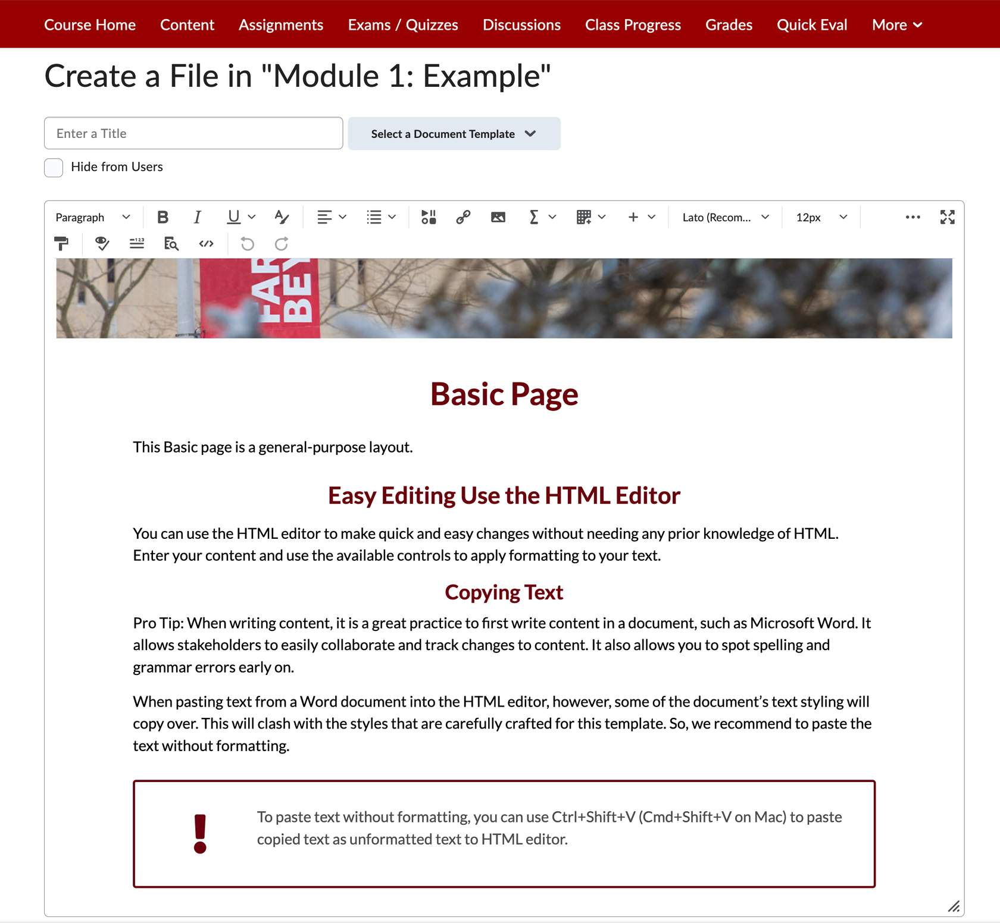 Course Home Content Assignments Exams / Quizzes Discussions Class Progress Grades Quick Eval More
Create a File in "Module 1: Example"
Enter a Title Select a Document Template
Hide from Users
Paragraph B I U Lato (Recom... 12px
FAR
BEY
Basic Page
This Basic page is a general-purpose layout.
Easy Editing Use the HTML Editor
You can use the HTML editor to make quick and easy changes without needing any prior knowledge of HTML.
Enter your content and use the available controls to apply formatting to your text.
Copying Text
Pro Tip: When writing content, it is a great practice to first write content in a document, such as Microsoft Word. It
allows stakeholders to easily collaborate and track changes to content. It also allows you to spot spelling and
grammar errors early on.
When pasting text from a Word document into the HTML editor, however, some of the document’s text styling will
copy over. This will clash with the styles that are carefully crafted for this template. So, we recommend to paste the
text without formatting.
To paste text without formatting, you can use Ctrl+Shift+V (Cmd+Shift+V on Mac) to paste
copied text as unformatted text to HTML editor.